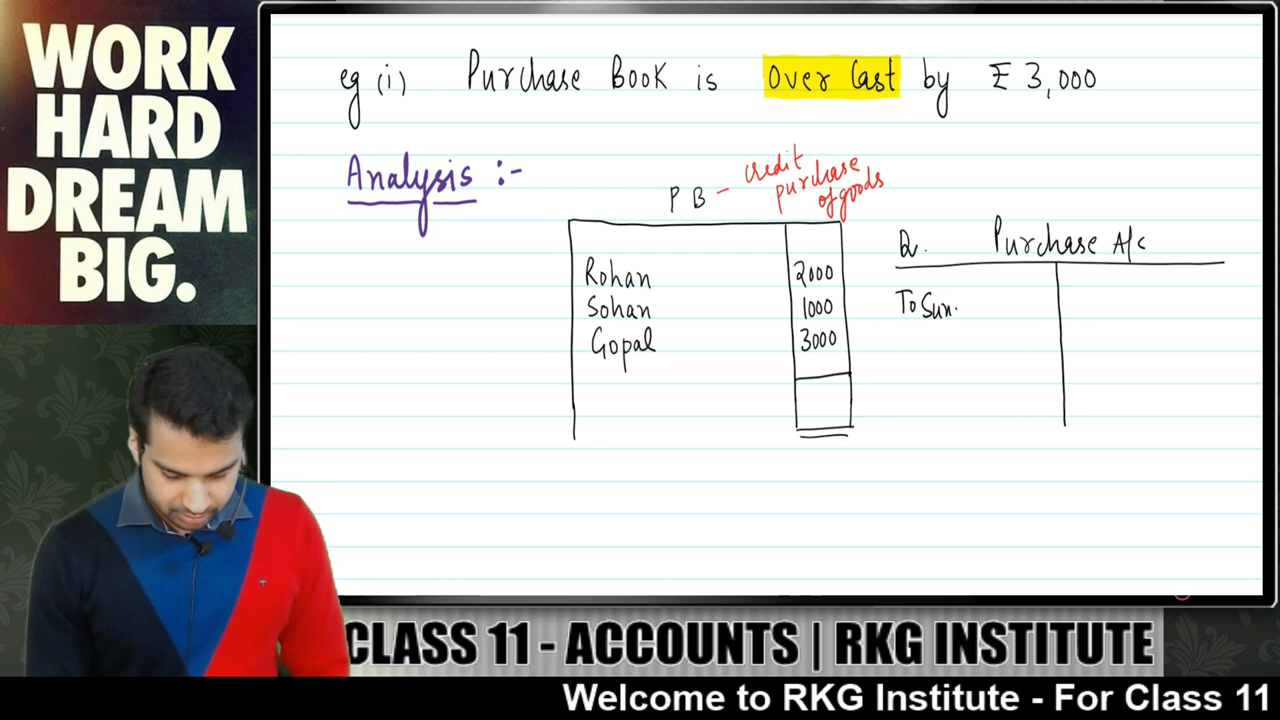 WORK
HARD
DREAM
BIG.
eg (i) Purchase Book is Over Cast by ₹ 3,000
Analysis :-
P B - credit
purchase
of goods
Rohan 2000
Sohan 1000
Gopal 3000
Dr. Purchase A/c
To Sun.
CLASS 11 - ACCOUNTS | RKG INSTITUTE
Welcome to RKG Institute - For Class 11